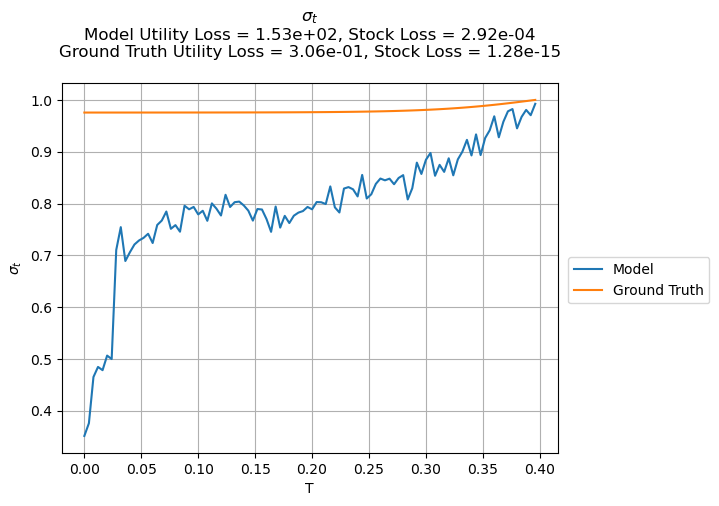 σₜ
Model Utility Loss = 1.53e+02, Stock Loss = 2.92e-04
Ground Truth Utility Loss = 3.06e-01, Stock Loss = 1.28e-15
1.0
0.9
0.8
0.7
0.6
0.5
0.4
σₜ
0.00 0.05 0.10 0.15 0.20 0.25 0.30 0.35 0.40
T
Model
Ground Truth